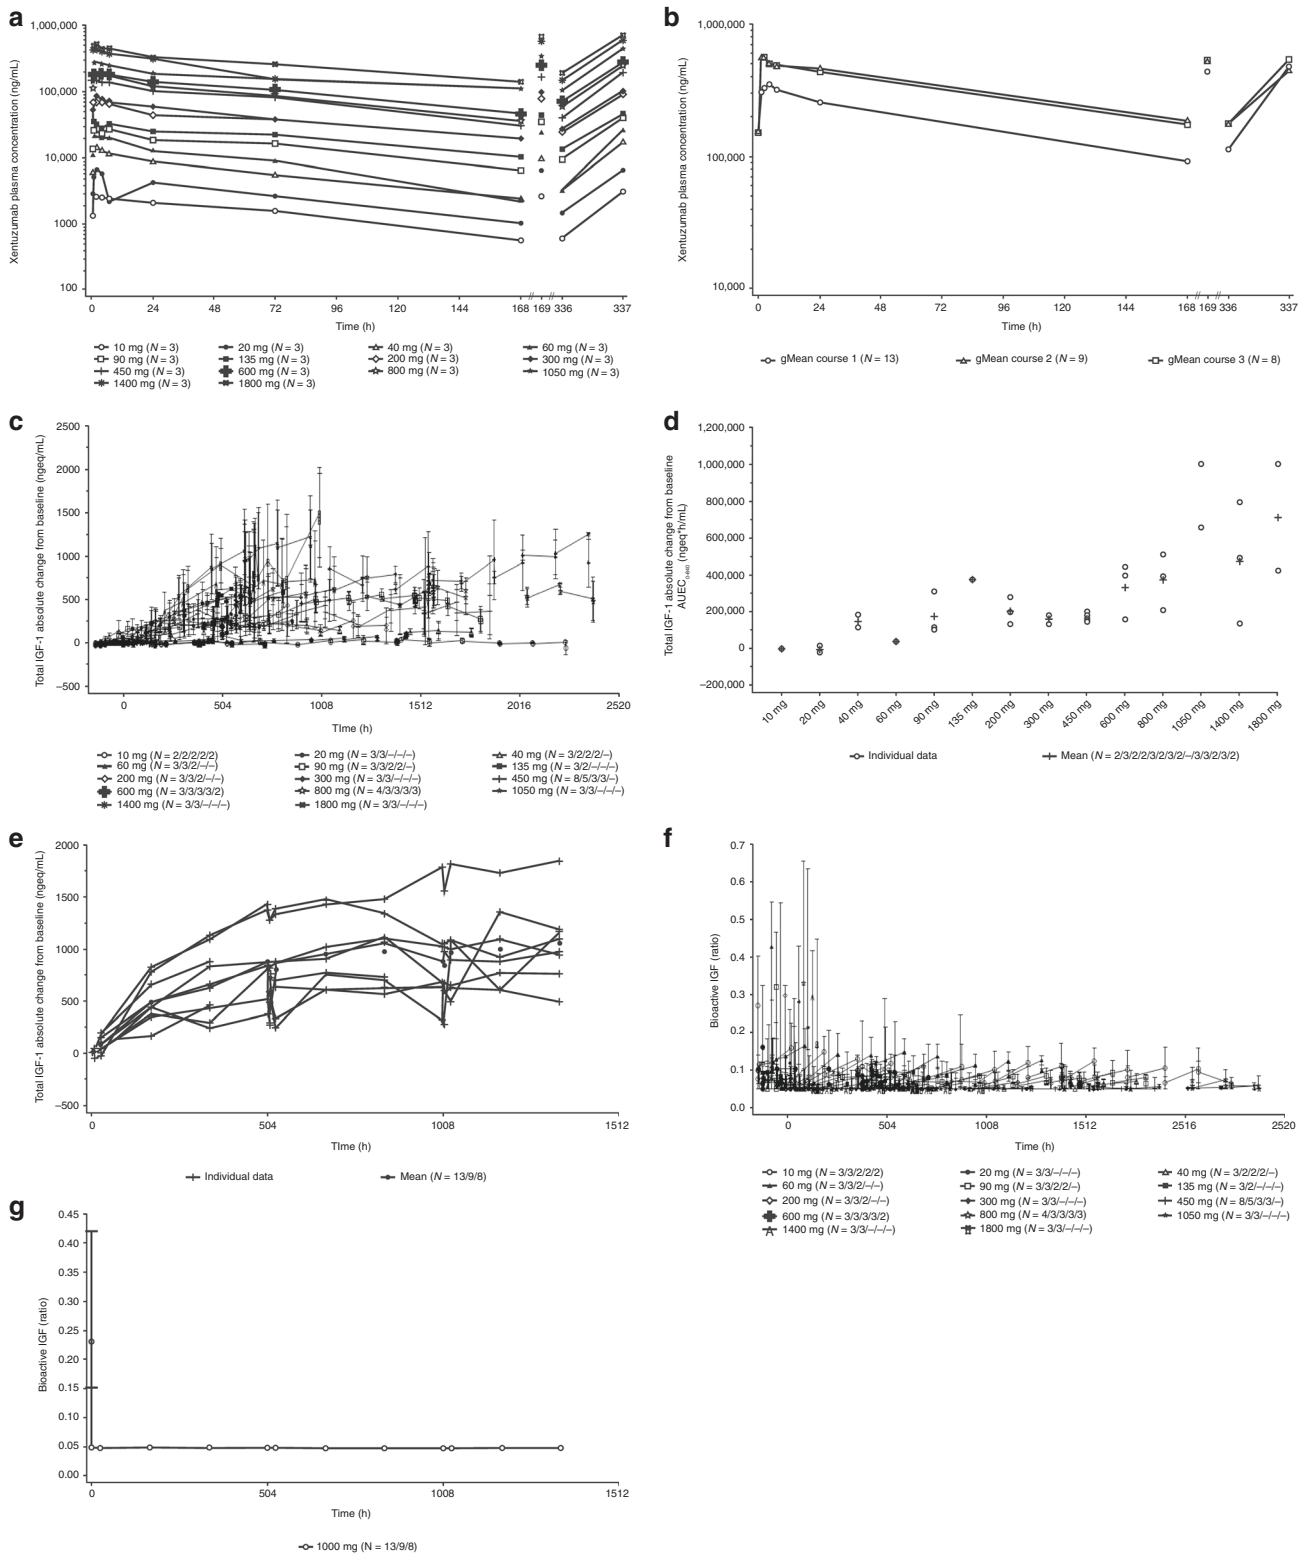 a
1,000,000
100,000
10,000
1000
100
Xentuzumab plasma concentration (ng/mL)
0 24 48 72 96 120 144 168 169 336 337
Time (h)
10 mg (N = 3) 20 mg (N = 3) 40 mg (N = 3) 60 mg (N = 3)
90 mg (N = 3) 135 mg (N = 3) 200 mg (N = 3) 300 mg (N = 3)
450 mg (N = 3) 600 mg (N = 3) 800 mg (N = 3) 1050 mg (N = 3)
1400 mg (N = 3) 1800 mg (N = 3)
b
1,000,000
100,000
10,000
Xentuzumab plasma concentration (ng/mL)
0 24 48 72 96 120 144 168 169 336 337
Time (h)
gMean course 1 (N = 13) gMean course 2 (N = 9) gMean course 3 (N = 8)
c
2500
2000
1500
1000
500
0
–500
Total IGF-1 absolute change from baseline (ngeq/mL)
0 504 1008 1512 2016 2520
TIme (h)
10 mg (N = 2/2/2/2/2) 20 mg (N = 3/3/–/–/–) 40 mg (N = 3/2/2/2/–)
60 mg (N = 3/3/2/–/–) 90 mg (N = 3/3/2/2/–) 135 mg (N = 3/2/–/–/–)
200 mg (N = 3/3/2/–/–) 300 mg (N = 3/3/–/–/–) 450 mg (N = 8/5/3/3/–)
600 mg (N = 3/3/3/3/2) 800 mg (N = 4/3/3/3/3) 1050 mg (N = 3/3/–/–/–)
1400 mg (N = 3/3/–/–/–) 1800 mg (N = 3/3/–/–/–)
d
1,200,000
1,000,000
800,000
600,000
400,000
200,000
0
–200,000
Total IGF-1 absolute change from baseline
AUEC0-840 (ngeq*h/mL)
10 mg 20 mg 40 mg 60 mg 90 mg 135 mg 200 mg 300 mg 450 mg 600 mg 800 mg 1050 mg 1400 mg 1800 mg
Individual data Mean (N = 2/3/2/2/3/2/3/2/–/3/3/2/3/2)
e
2000
1500
1000
500
0
–500
Total IGF-1 absolute change from baseline (ngeq/mL)
0 504 1008 1512
TIme (h)
Individual data Mean (N = 13/9/8)
f
0.7
0.6
0.5
0.4
0.3
0.2
0.1
0.0
Bioactive IGF (ratio)
0 504 1008 1512 2516 2520
Time (h)
10 mg (N = 3/3/2/2/2) 20 mg (N = 3/3/–/–/–) 40 mg (N = 3/2/2/2/–)
60 mg (N = 3/3/2/–/–) 90 mg (N = 3/3/2/2/–) 135 mg (N = 3/2/–/–/–)
200 mg (N = 3/3/2/–/–) 300 mg (N = 3/3/–/–/–) 450 mg (N = 8/5/3/3/–)
600 mg (N = 3/3/3/3/2) 800 mg (N = 4/3/3/3/3) 1050 mg (N = 3/3/–/–/–)
1400 mg (N = 3/3/–/–/–) 1800 mg (N = 3/3/–/–/–)
g
0.45
0.40
0.35
0.30
0.25
0.20
0.15
0.10
0.05
0.00
Bioactive IGF (ratio)
0 504 1008 1512
Time (h)
1000 mg (N = 13/9/8)